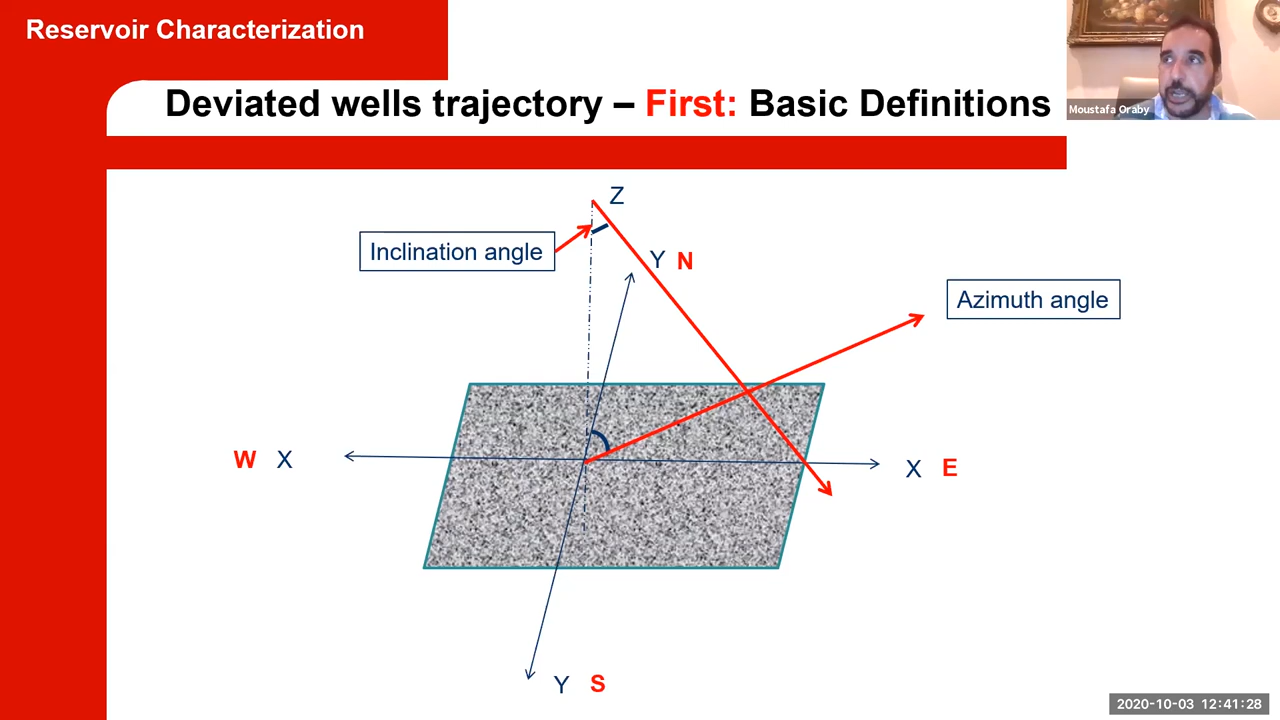 Reservoir Characterization
Deviated wells trajectory – First: Basic Definitions
Moustafa Oraby
Z
Inclination angle
Y N
Azimuth angle
W X
X E
Y S
2020-10-03 12:41:28